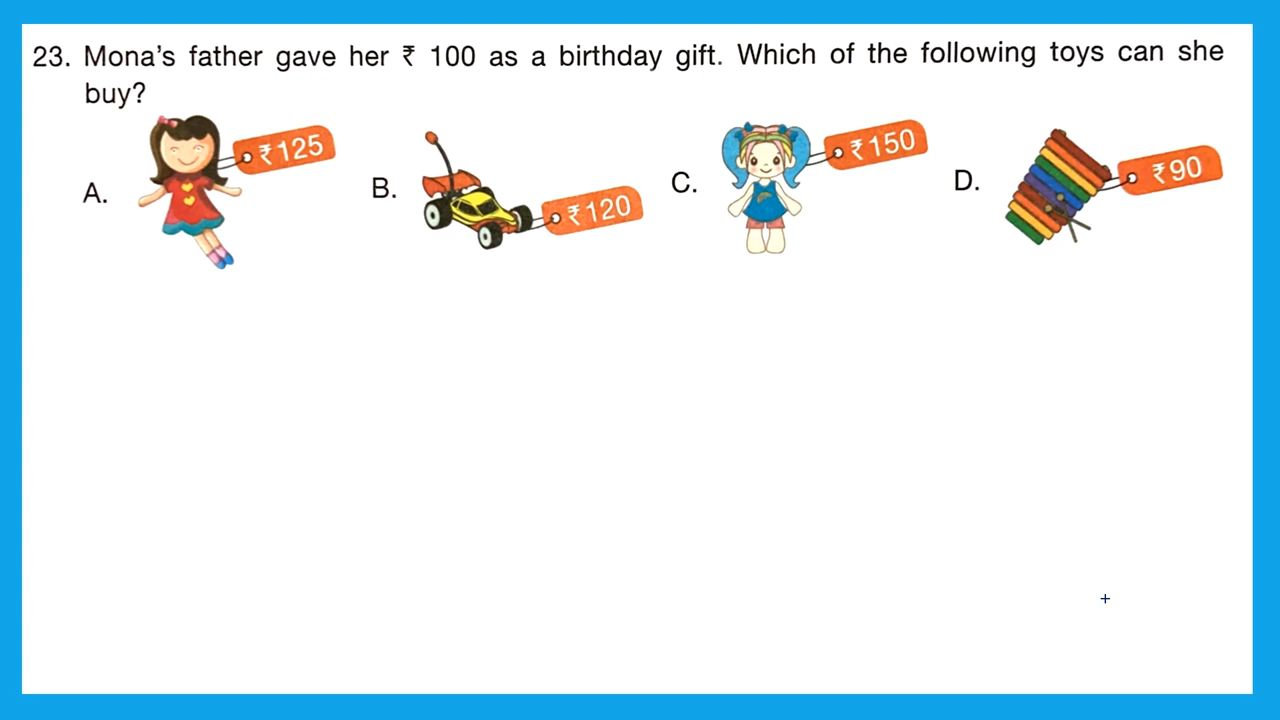 23. Mona's father gave her ₹ 100 as a birthday gift. Which of the following toys can she
buy?
A. ₹125 B. ₹120 C. ₹150 D. ₹90